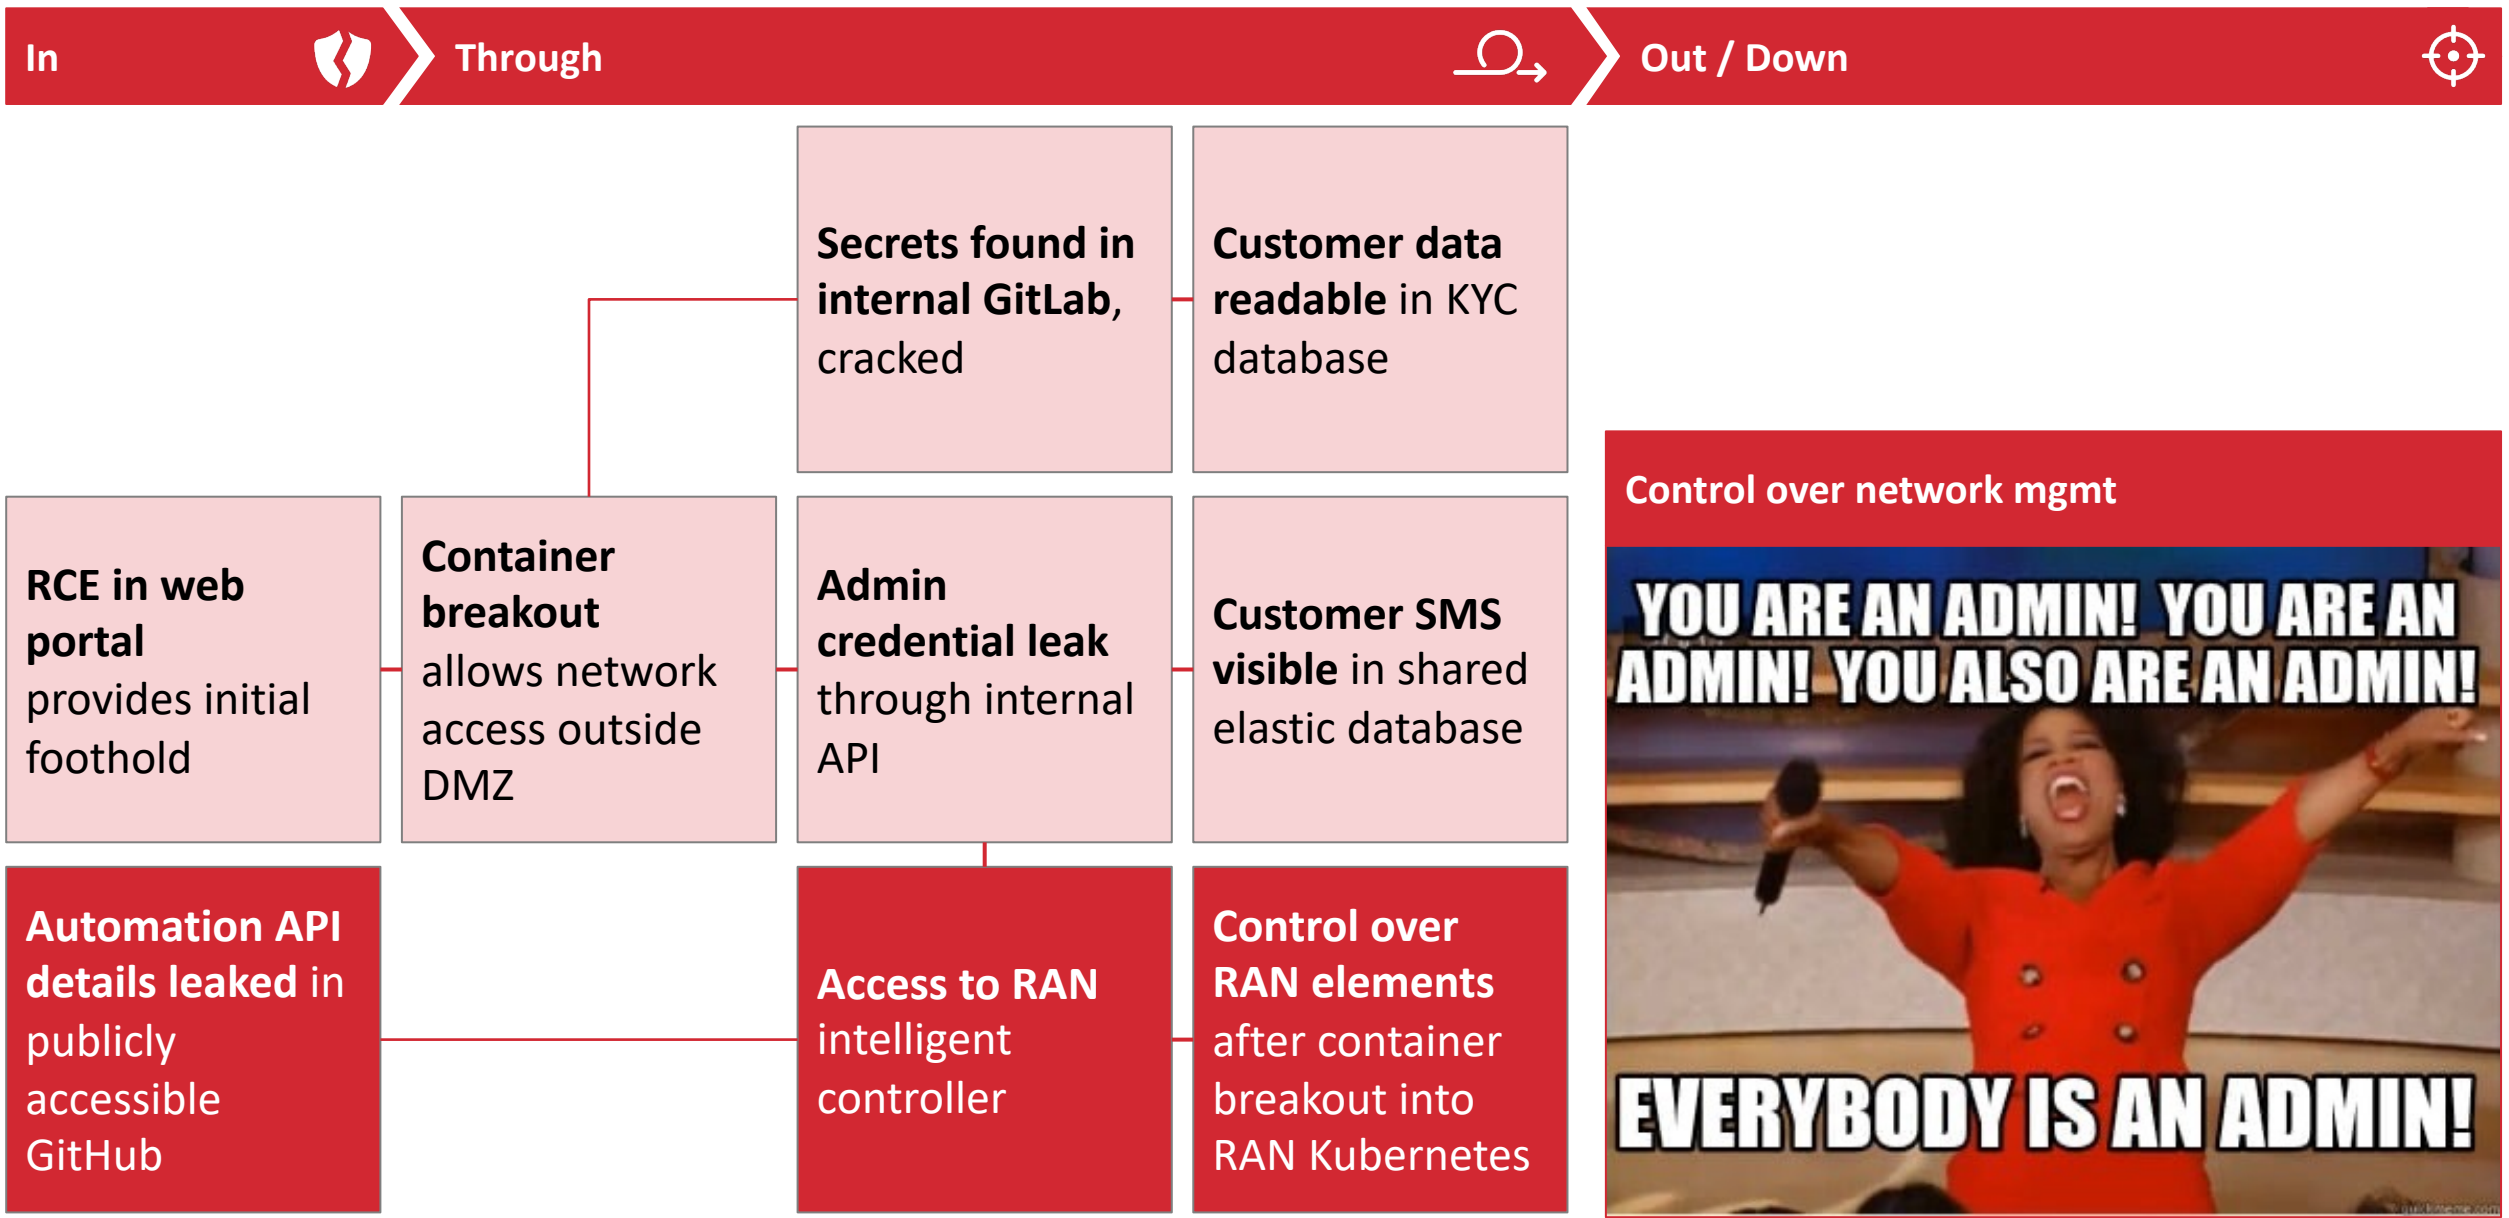 In
Through
Out / Down
Secrets found in
internal GitLab,
cracked
Customer data
readable in KYC
database
Control over network mgmt
RCE in web
portal
provides initial
foothold
Container
breakout
allows network
access outside
DMZ
Admin
credential leak
through internal
API
Customer SMS
visible in shared
elastic database
YOU ARE AN ADMIN! YOU ARE AN
ADMIN! YOU ALSO ARE AN ADMIN!
Automation API
details leaked in
publicly
accessible
GitHub
Access to RAN
intelligent
controller
Control over
RAN elements
after container
breakout into
RAN Kubernetes
EVERYBODY IS AN ADMIN!
quickmeme.com